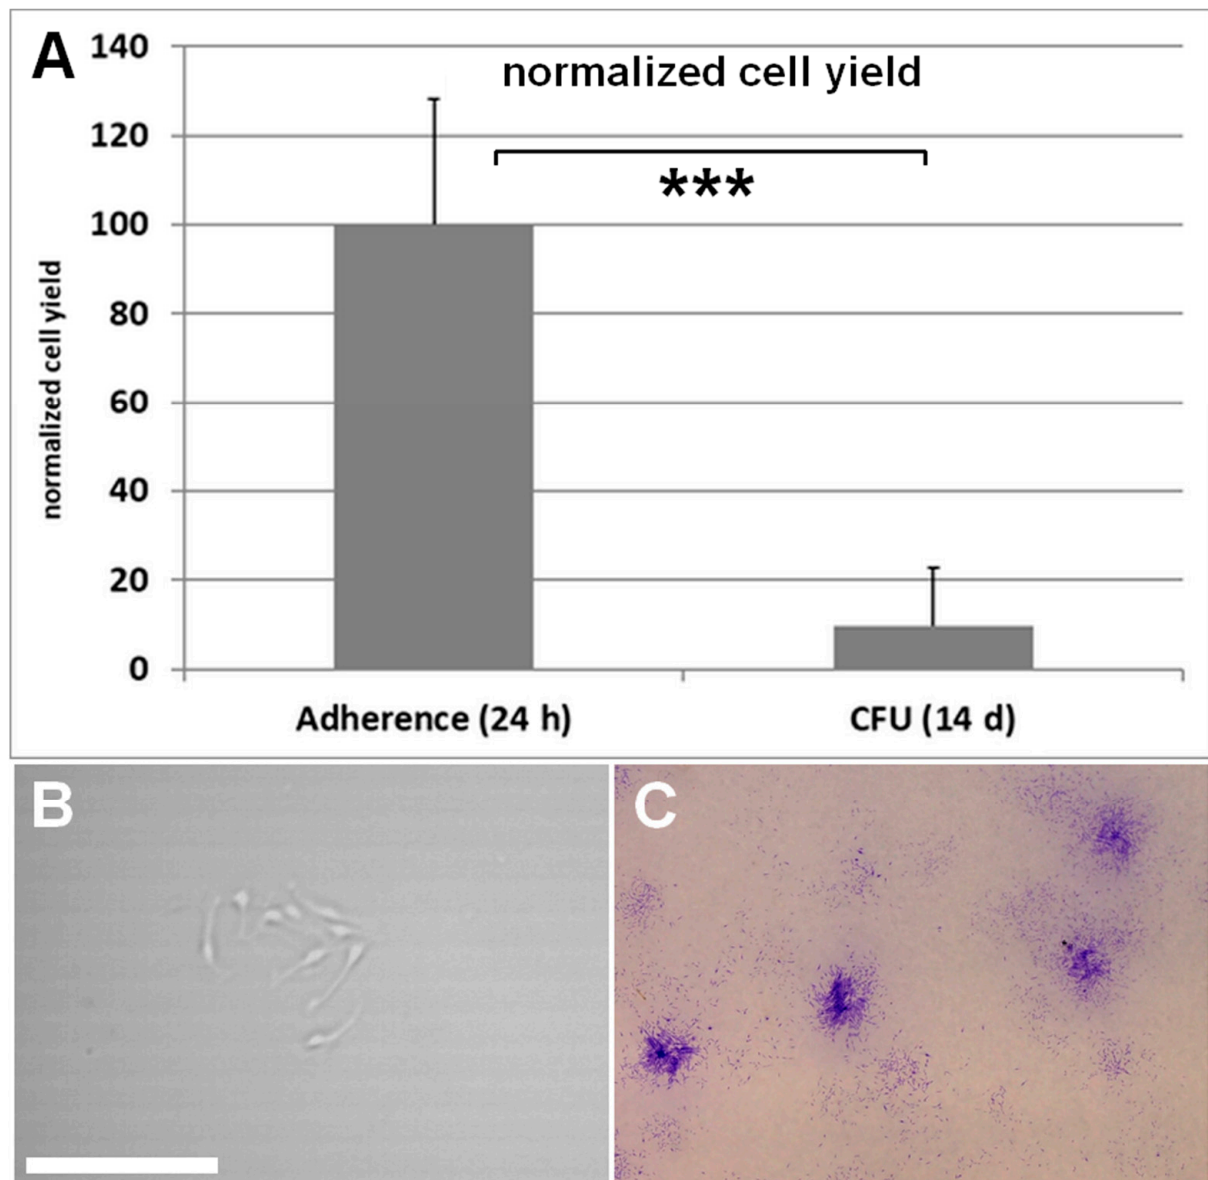 A
140
normalized cell yield
120
***
100
80
60
40
20
0
normalized cell yield
Adherence (24 h)
CFU (14 d)
B
C